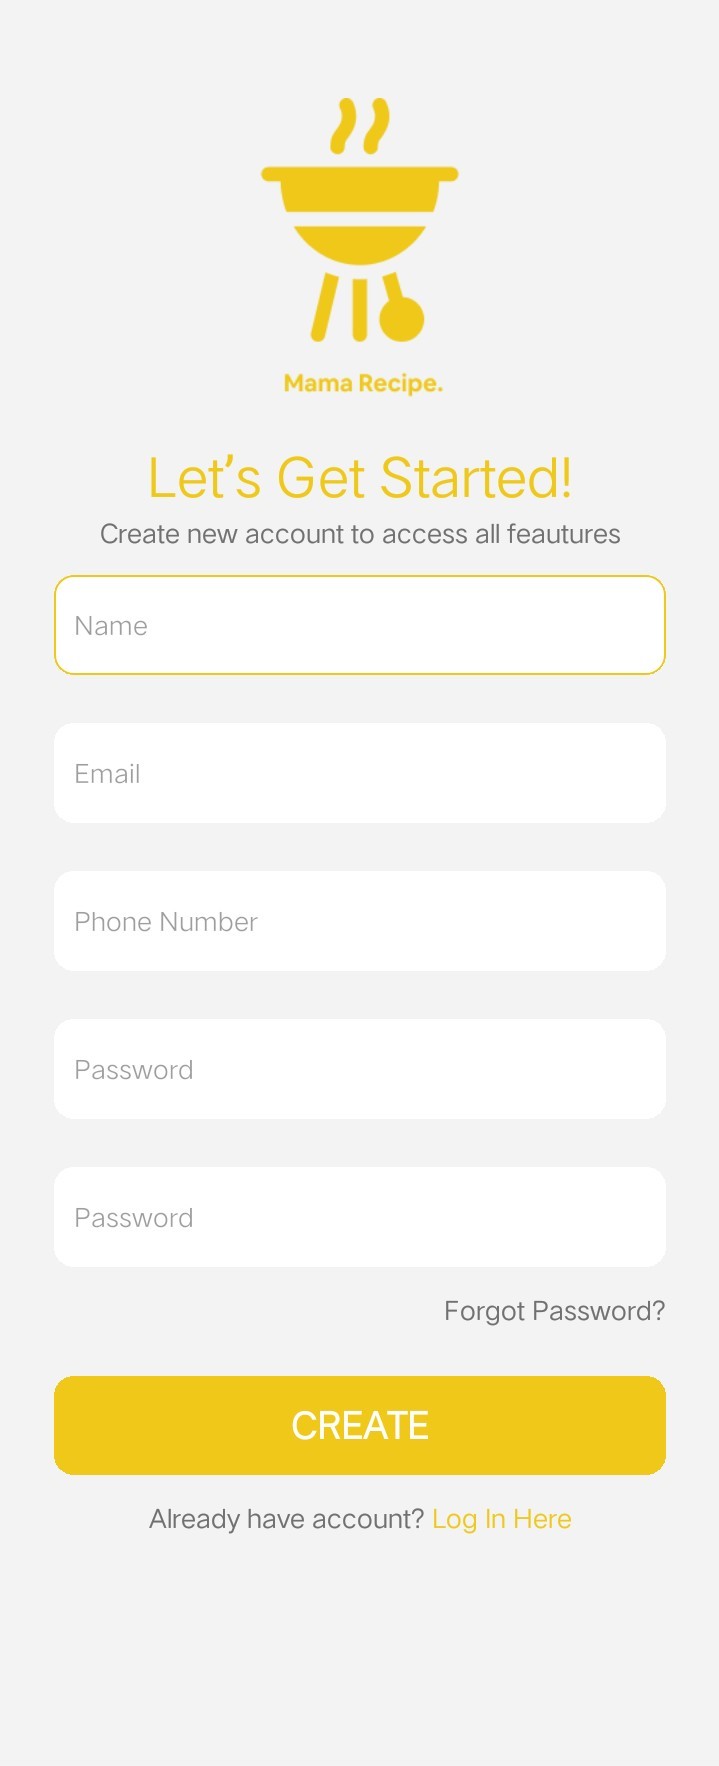 Mama Recipe.
Let’s Get Started!
Create new account to access all feautures
Name
Email
Phone Number
Password
Password
Forgot Password?
CREATE
Already have account? Log In Here